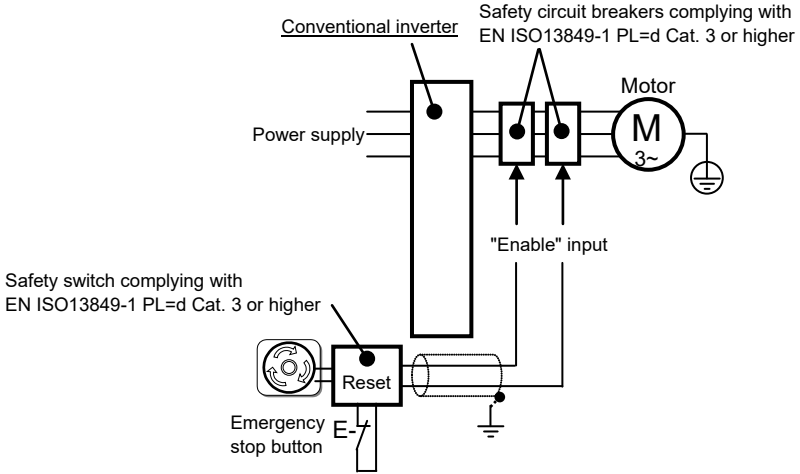 Safety circuit breakers complying with
EN ISO13849-1 PL=d Cat. 3 or higher
Conventional inverter
Motor
M
3~
Power supply
"Enable" input
Safety switch complying with
EN ISO13849-1 PL=d Cat. 3 or higher
Reset
Emergency
stop button
E-